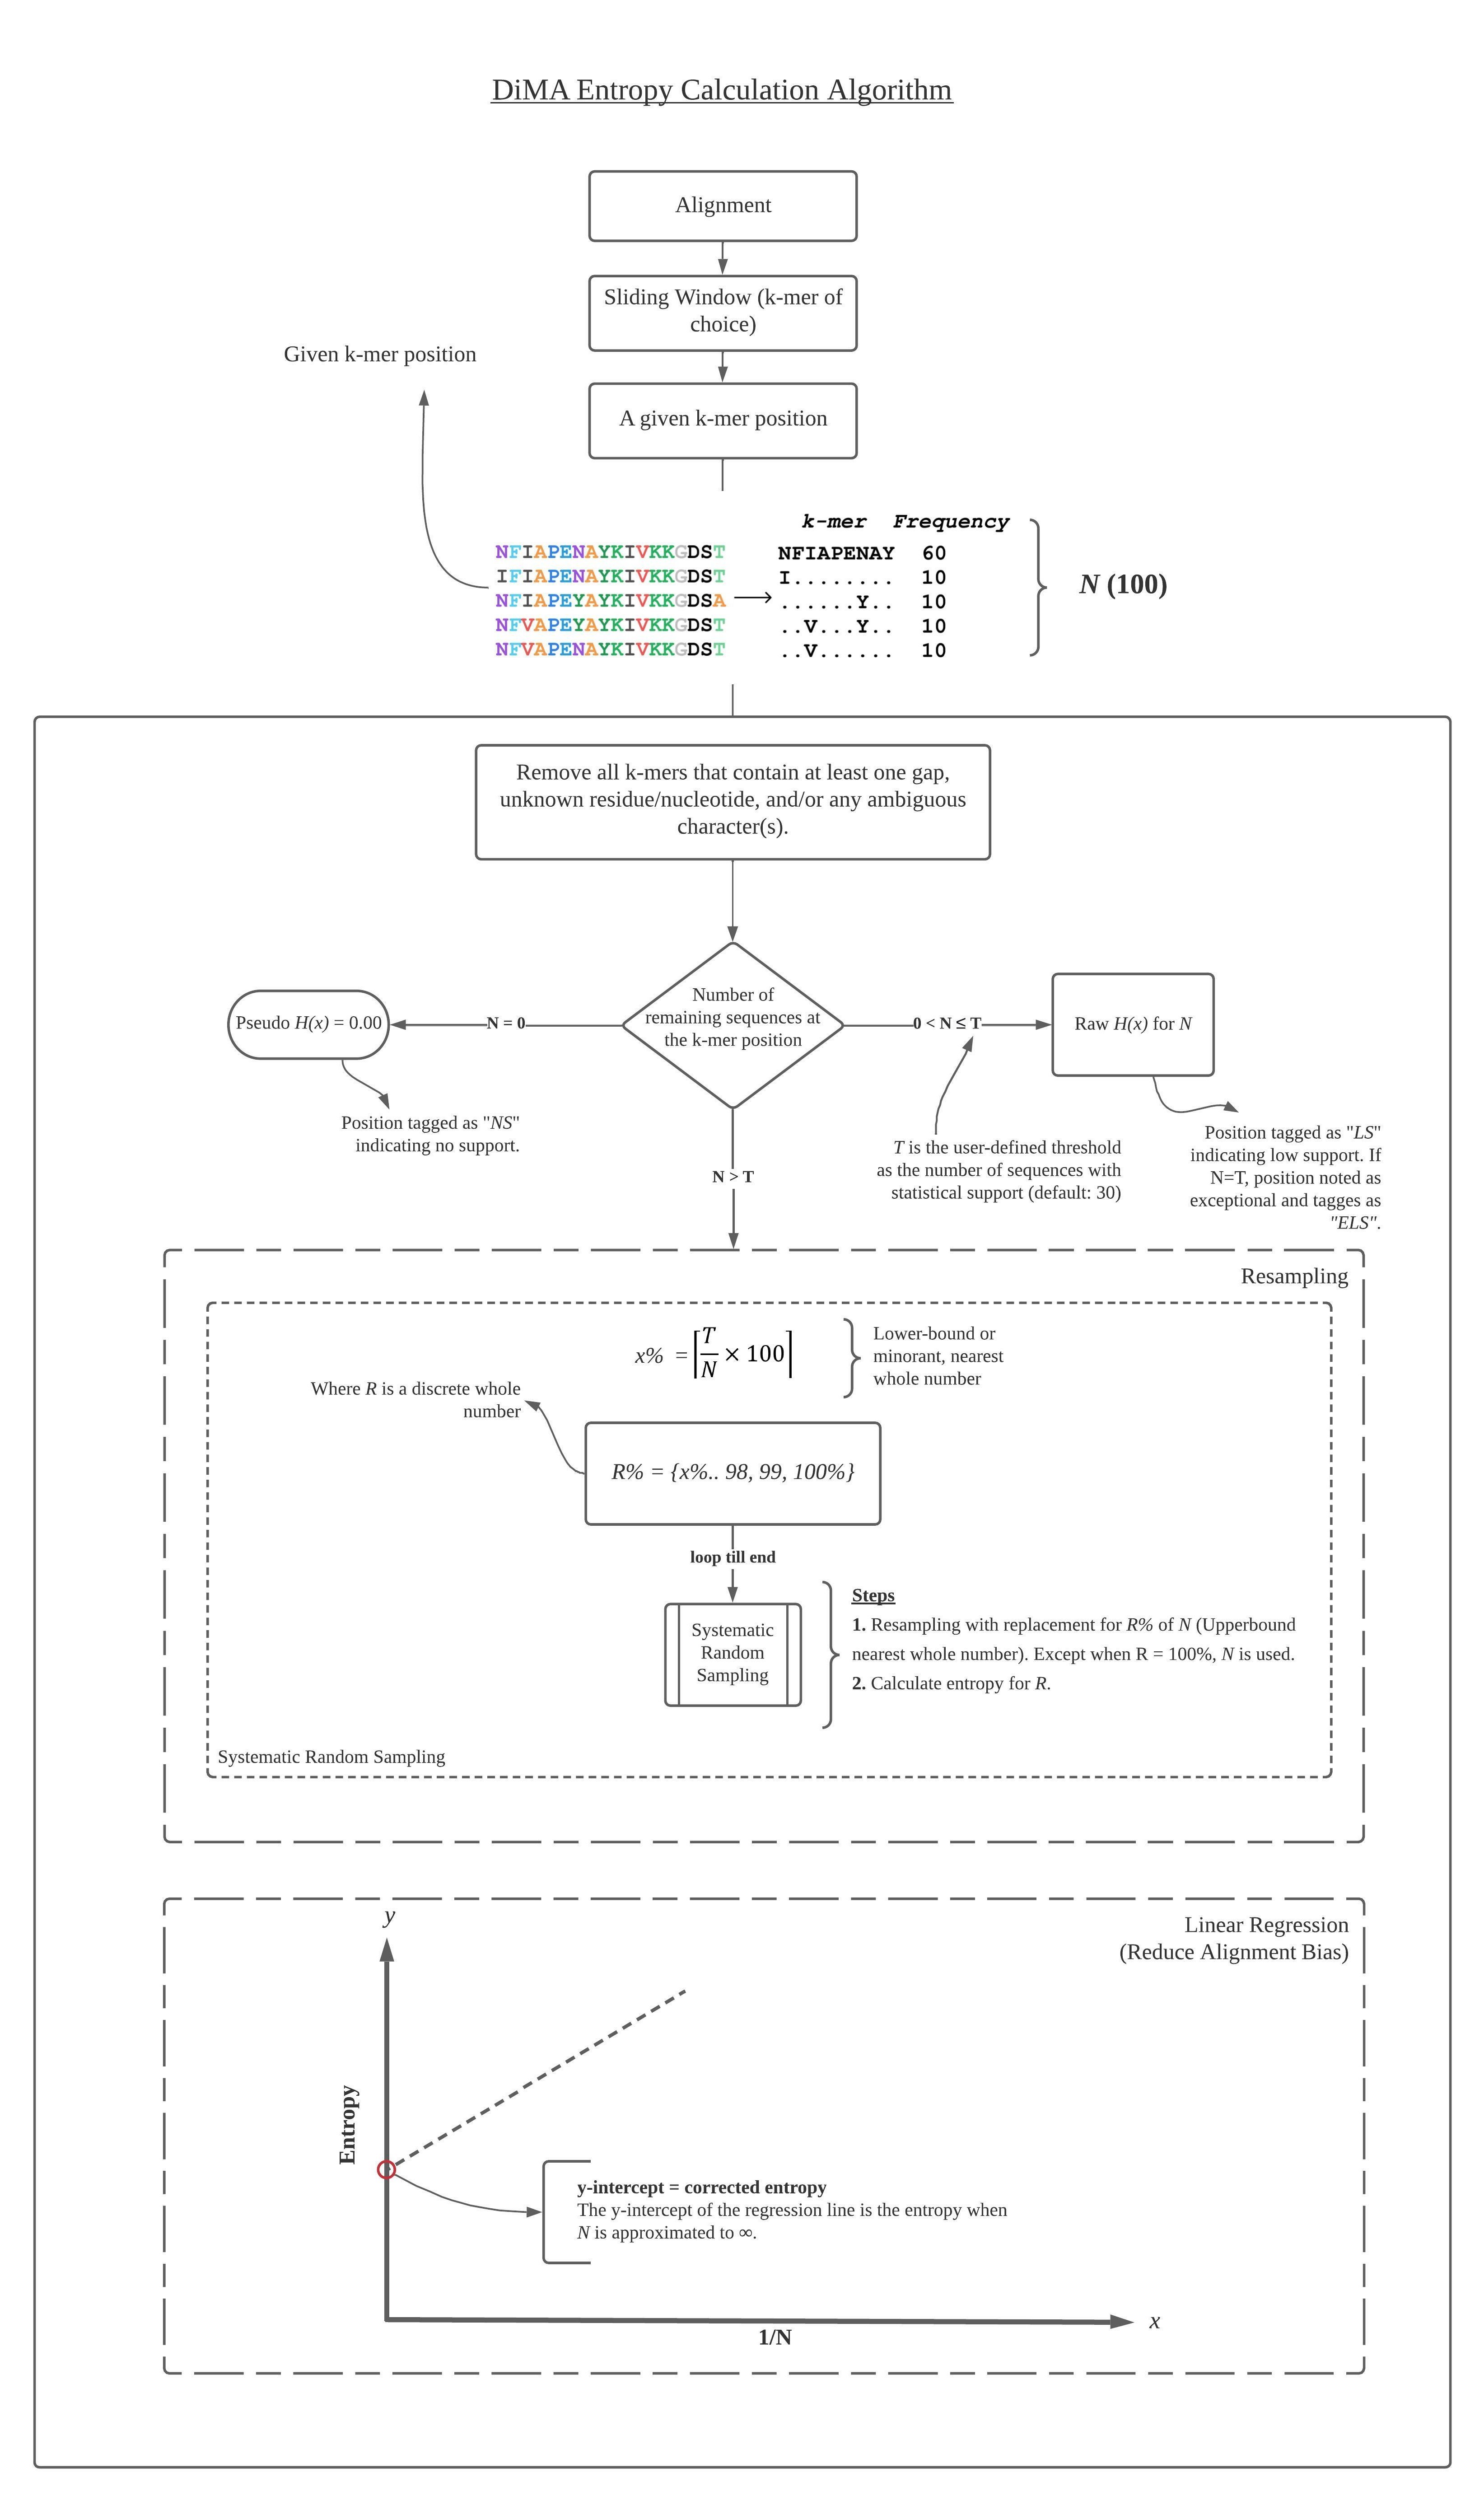 DiMA Entropy Calculation Algorithm
Alignment
Sliding Window (k-mer of
choice)
Given k-mer position
A given k-mer position
k-mer Frequency
NFIAPENAYKIVKKGDST
IFIAPENAYKIVKKGDST
NFIAPEYAYKIVKKGDSA
NFVAPEYAYKIVKKGDST
NFVAPENAYKIVKKGDST
NFIAPENAY 60
I........ 10
......Y.. 10
..V...Y.. 10
..V...... 10
N (100)
Remove all k-mers that contain at least one gap,
unknown residue/nucleotide, and/or any ambiguous
character(s).
Number of
remaining sequences at
the k-mer position
N = 0
Pseudo H(x) = 0.00
Position tagged as "NS"
indicating no support.
0 < N ≤ T
Raw H(x) for N
T is the user-defined threshold
as the number of sequences with
statistical support (default: 30)
Position tagged as "LS"
indicating low support. If
N=T, position noted as
exceptional and tagges as
"ELS".
N > T
Resampling
x% = ⌈T/N × 100⌉
Lower-bound or
minorant, nearest
whole number
Where R is a discrete whole
number
R% = {x%.. 98, 99, 100%}
loop till end
Systematic
Random
Sampling
Steps
1. Resampling with replacement for R% of N (Upperbound
nearest whole number). Except when R = 100%, N is used.
2. Calculate entropy for R.
Systematic Random Sampling
Linear Regression
(Reduce Alignment Bias)
y
Entropy
y-intercept = corrected entropy
The y-intercept of the regression line is the entropy when
N is approximated to ∞.
x
1/N